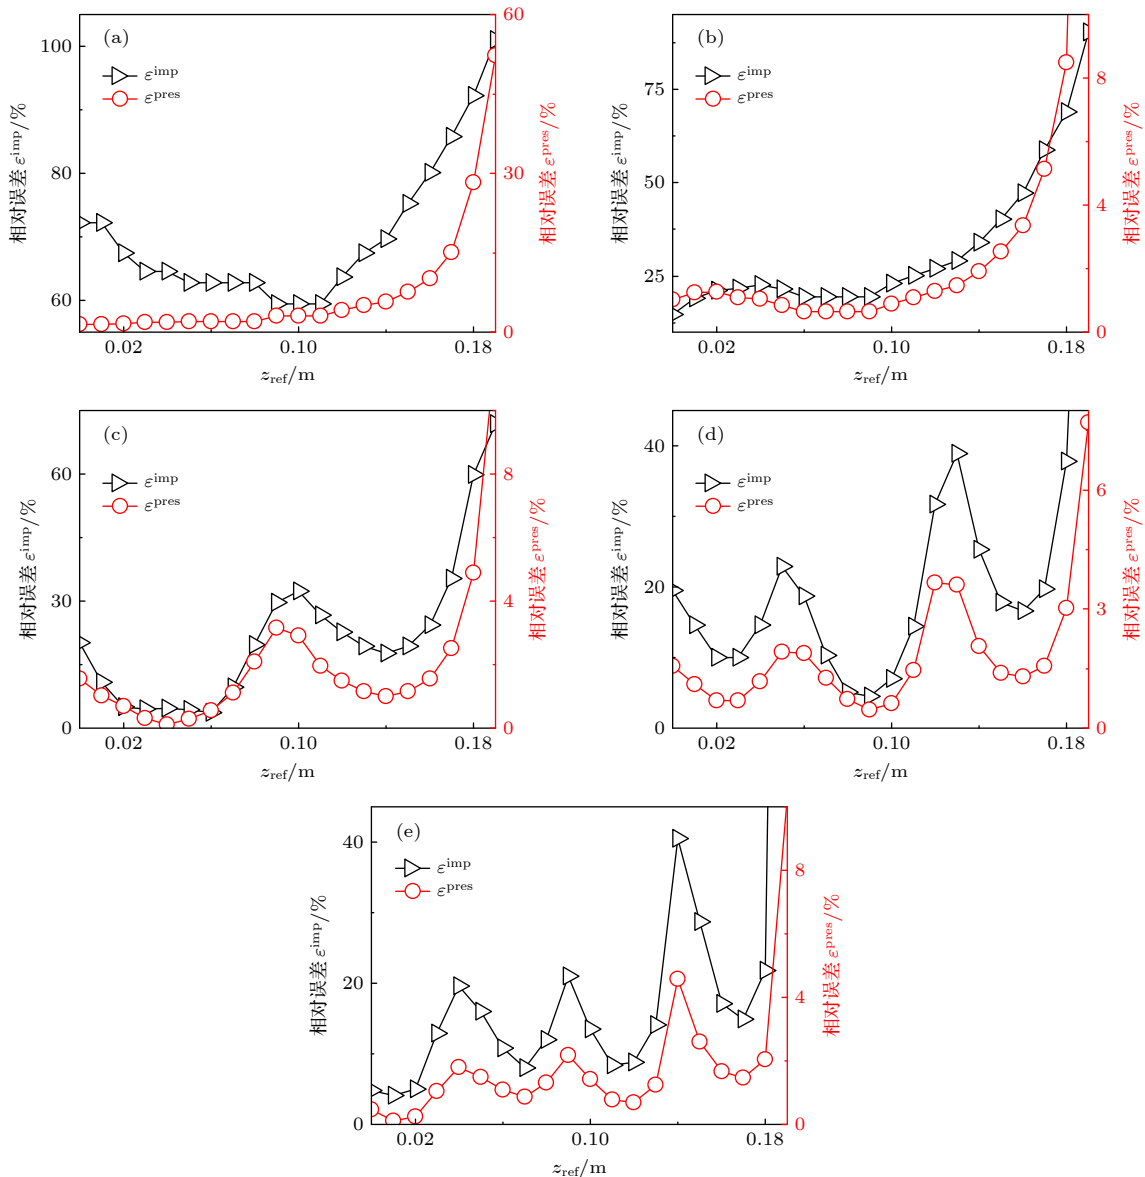 (a)
ε^imp
ε^pres
相对误差 ε^imp/%
100
80
60
相对误差 ε^pres/%
60
30
0
0.02
0.10
0.18
z_ref/m
(b)
ε^imp
ε^pres
相对误差 ε^imp/%
75
50
25
相对误差 ε^pres/%
8
4
0
0.02
0.10
0.18
z_ref/m
(c)
ε^imp
ε^pres
相对误差 ε^imp/%
60
30
0
相对误差 ε^pres/%
8
4
0
0.02
0.10
0.18
z_ref/m
(d)
ε^imp
ε^pres
相对误差 ε^imp/%
40
20
0
相对误差 ε^pres/%
6
3
0
0.02
0.10
0.18
z_ref/m
(e)
ε^imp
ε^pres
相对误差 ε^imp/%
40
20
0
相对误差 ε^pres/%
8
4
0
0.02
0.10
0.18
z_ref/m